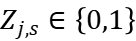 Z_{j,s} ∈ {0,1}